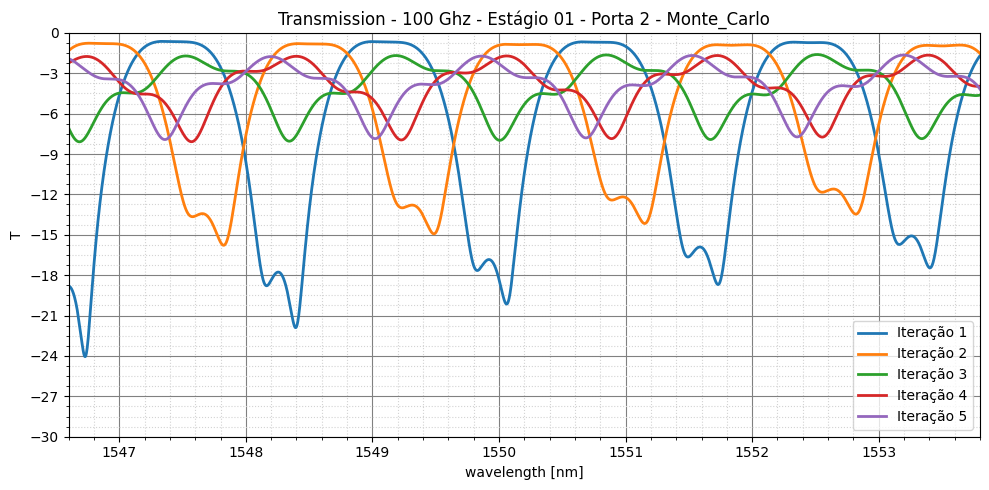 Transmission - 100 Ghz - Estágio 01 - Porta 2 - Monte_Carlo
T
0
−3
−6
−9
−12
−15
−18
−21
−24
−27
−30
1547 1548 1549 1550 1551 1552 1553
wavelength [nm]
Iteração 1
Iteração 2
Iteração 3
Iteração 4
Iteração 5